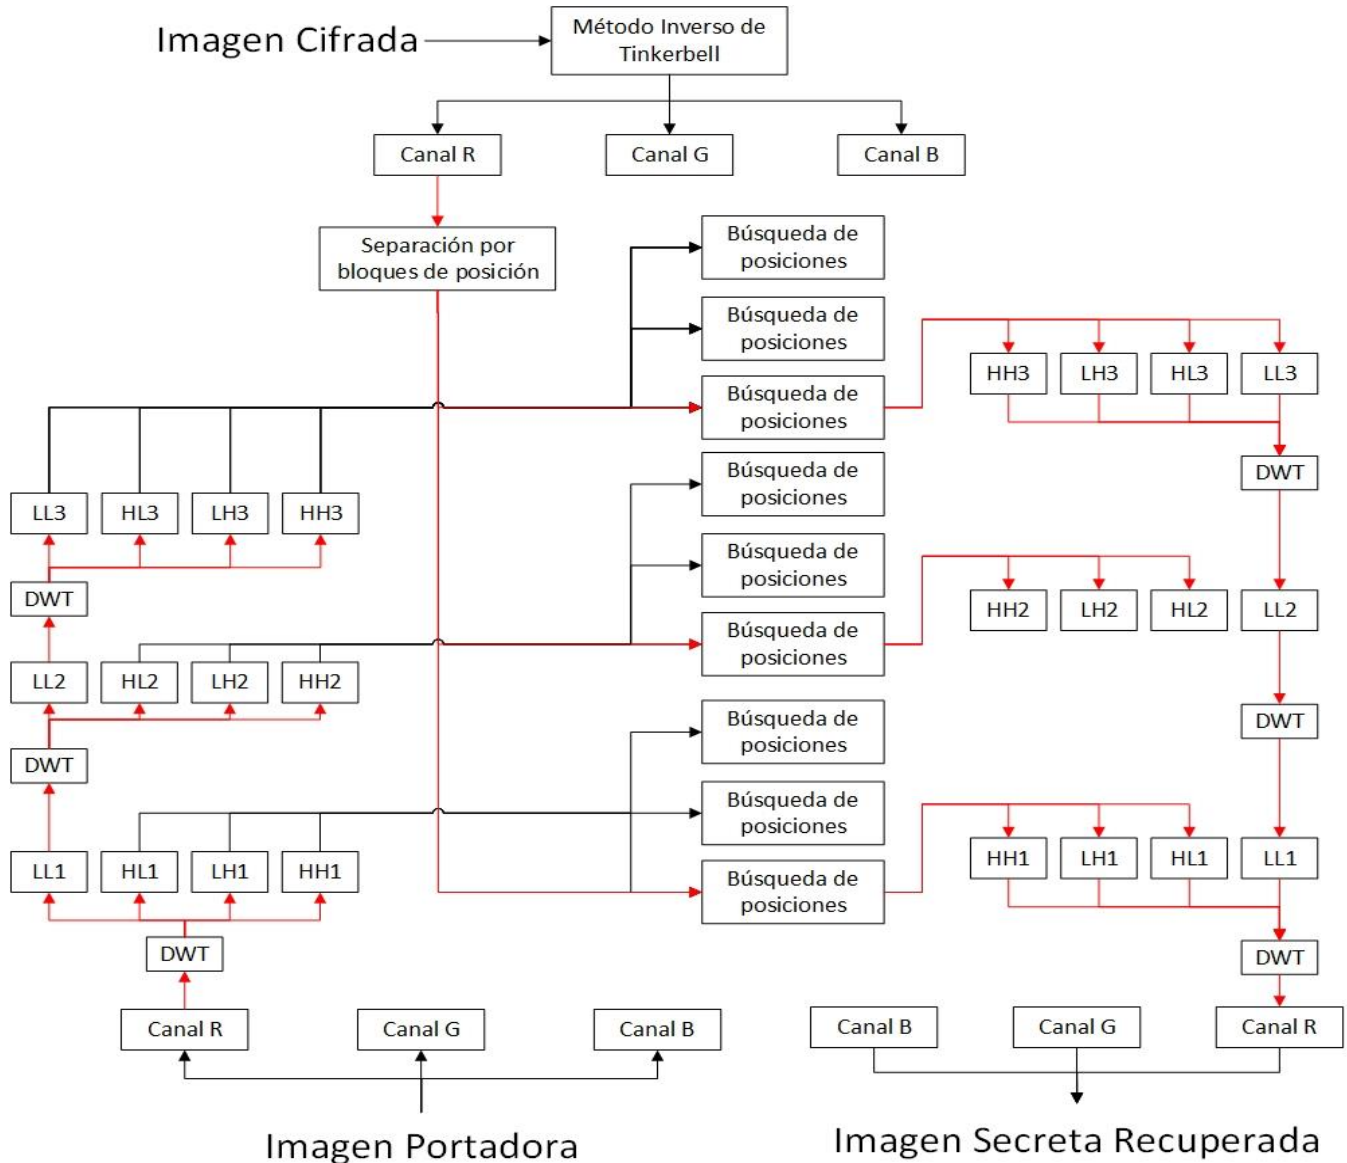 Imagen Cifrada
Método Inverso de
Tinkerbell
Canal R
Canal G
Canal B
Separación por
bloques de posición
Búsqueda de
posiciones
Búsqueda de
posiciones
Búsqueda de
posiciones
HH3
LH3
HL3
LL3
DWT
Búsqueda de
posiciones
LL3
HL3
LH3
HH3
Búsqueda de
posiciones
DWT
Búsqueda de
posiciones
HH2
LH2
HL2
LL2
LL2
HL2
LH2
HH2
DWT
Búsqueda de
posiciones
DWT
Búsqueda de
posiciones
LL1
HL1
LH1
HH1
Búsqueda de
posiciones
HH1
LH1
HL1
LL1
DWT
DWT
Canal R
Canal G
Canal B
Canal B
Canal G
Canal R
Imagen Portadora
Imagen Secreta Recuperada